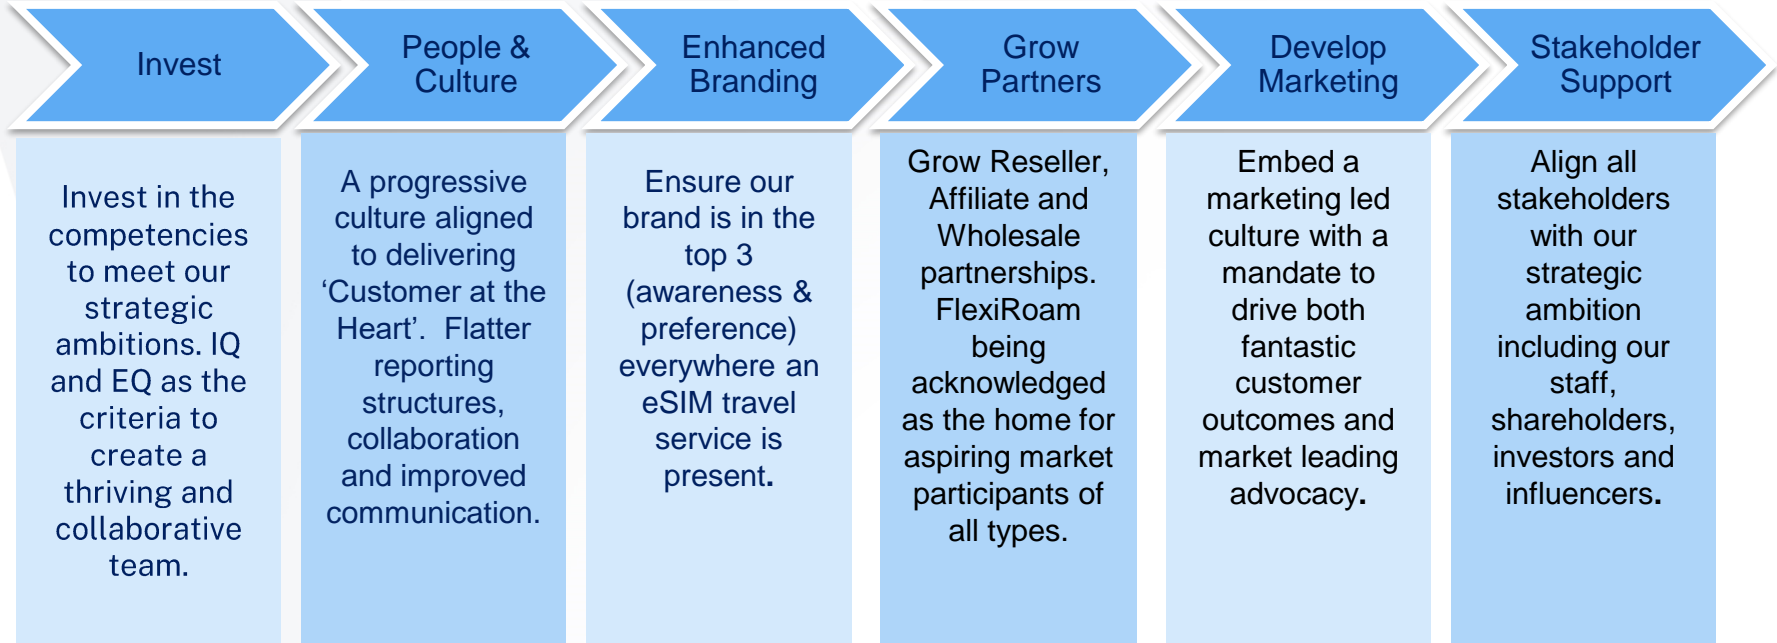 Invest
People &
Culture
Enhanced
Branding
Grow
Partners
Develop
Marketing
Stakeholder
Support
Invest in the
competencies
to meet our
strategic
ambitions. IQ
and EQ as the
criteria to
create a
thriving and
collaborative
team.
A progressive
culture aligned
to delivering
‘Customer at the
Heart’.  Flatter
reporting
structures,
collaboration
and improved
communication.
Ensure our
brand is in the
top 3
(awareness &
preference)
everywhere an
eSIM travel
service is
present.
Grow Reseller,
Affiliate and
Wholesale
partnerships.
FlexiRoam
being
acknowledged
as the home for
aspiring market
participants of
all types.
Embed a
marketing led
culture with a
mandate to
drive both
fantastic
customer
outcomes and
market leading
advocacy.
Align all
stakeholders
with our
strategic
ambition
including our
staff,
shareholders,
investors and
influencers.